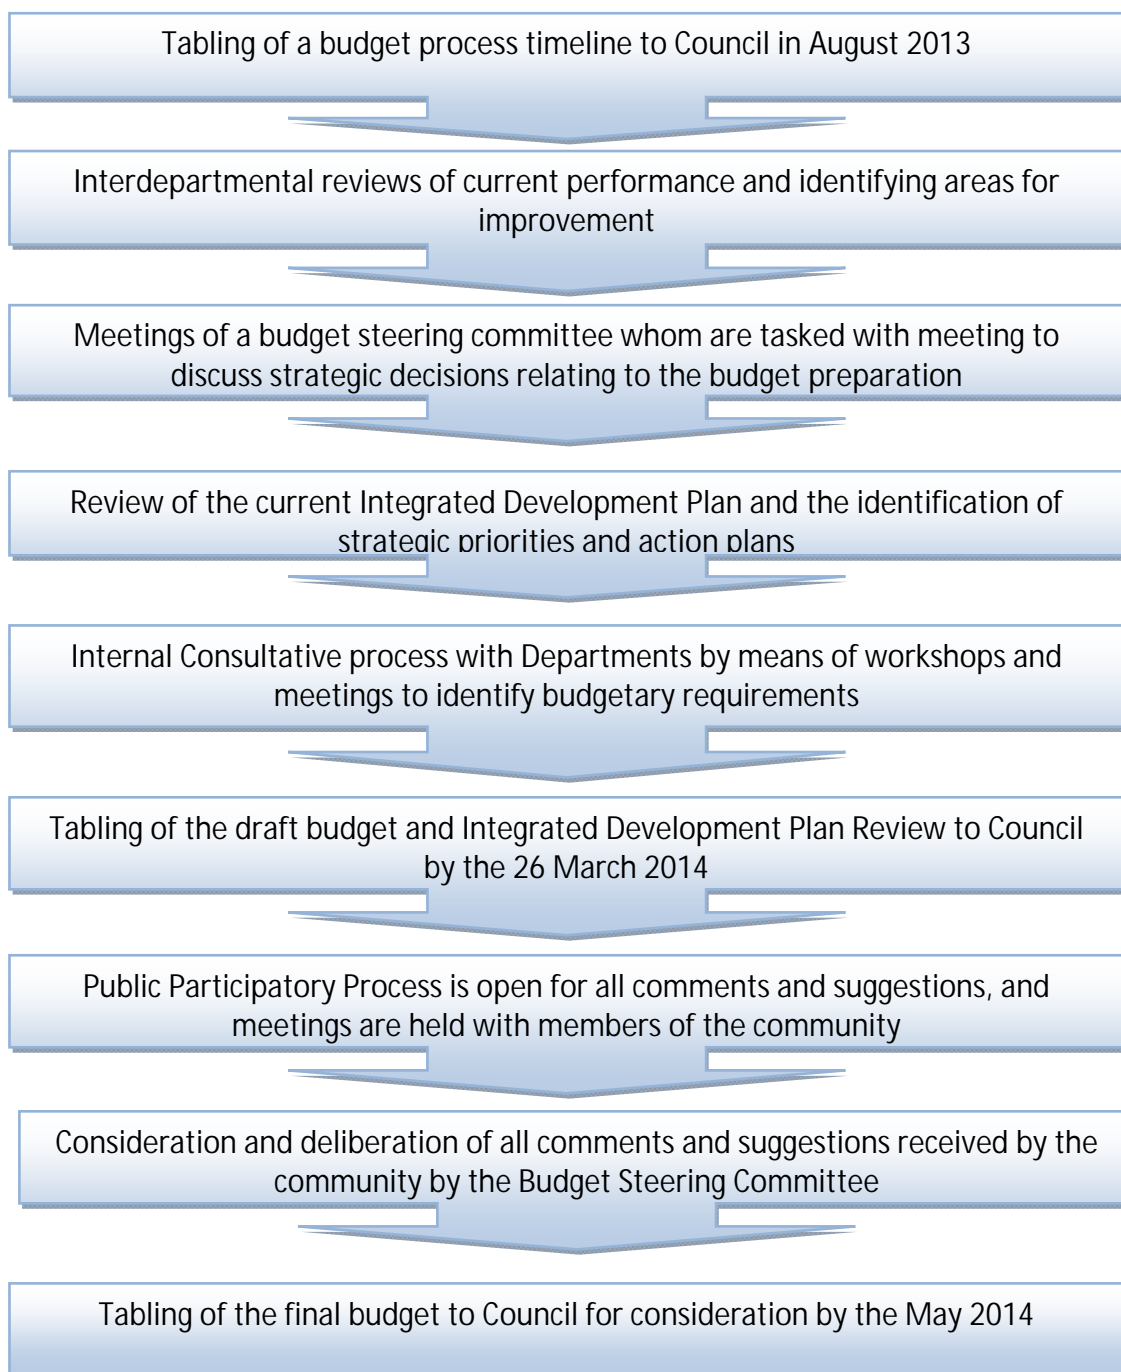 Tabling of a budget process timeline to Council in August 2013
Interdepartmental reviews of current performance and identifying areas for
improvement
Meetings of a budget steering committee whom are tasked with meeting to
discuss strategic decisions relating to the budget preparation
Review of the current Integrated Development Plan and the identification of
strategic priorities and action plans
Internal Consultative process with Departments by means of workshops and
meetings to identify budgetary requirements
Tabling of the draft budget and Integrated Development Plan Review to Council
by the 26 March 2014
Public Participatory Process is open for all comments and suggestions, and
meetings are held with members of the community
Consideration and deliberation of all comments and suggestions received by the
community by the Budget Steering Committee
Tabling of the final budget to Council for consideration by the May 2014